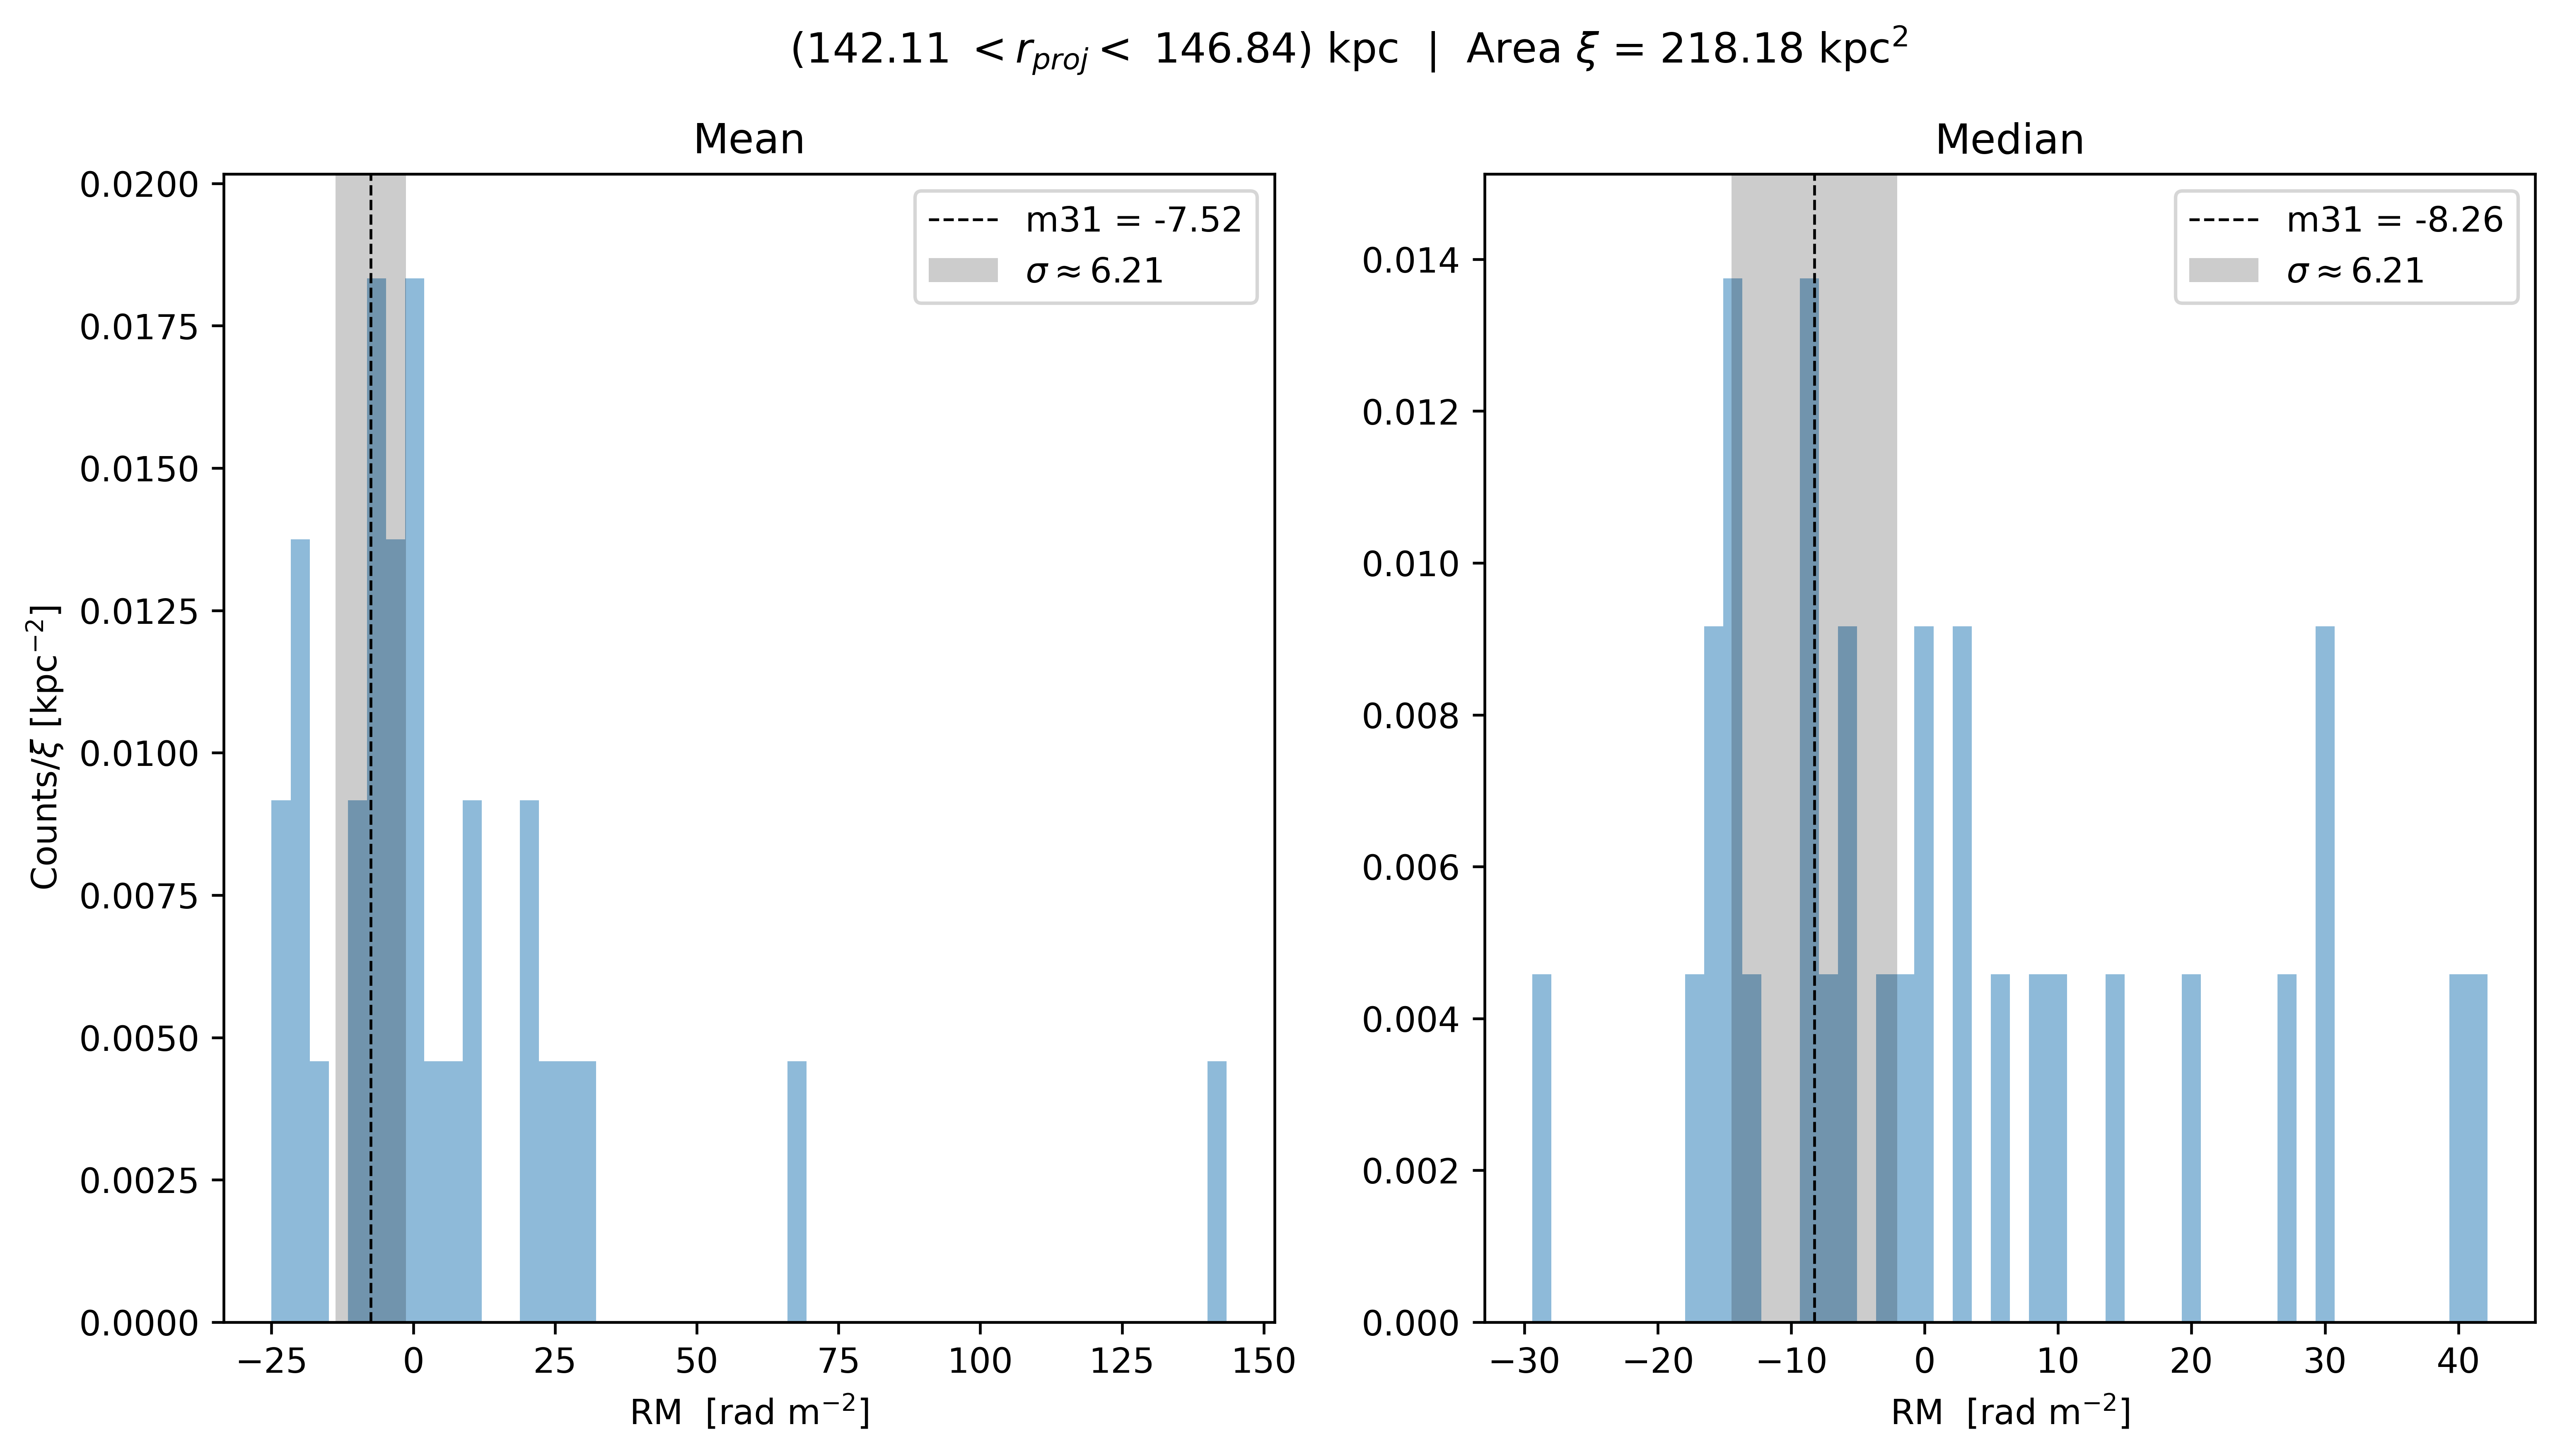 (142.11 < r_proj < 146.84) kpc | Area ξ = 218.18 kpc²
Mean
Counts/ξ [kpc⁻²]
0.0200
0.0175
0.0150
0.0125
0.0100
0.0075
0.0050
0.0025
0.0000
m31 = -7.52
σ ≈ 6.21
−25 0 25 50 75 100 125 150
RM [rad m⁻²]
Median
0.014
0.012
0.010
0.008
0.006
0.004
0.002
0.000
m31 = -8.26
σ ≈ 6.21
−30 −20 −10 0 10 20 30 40
RM [rad m⁻²]